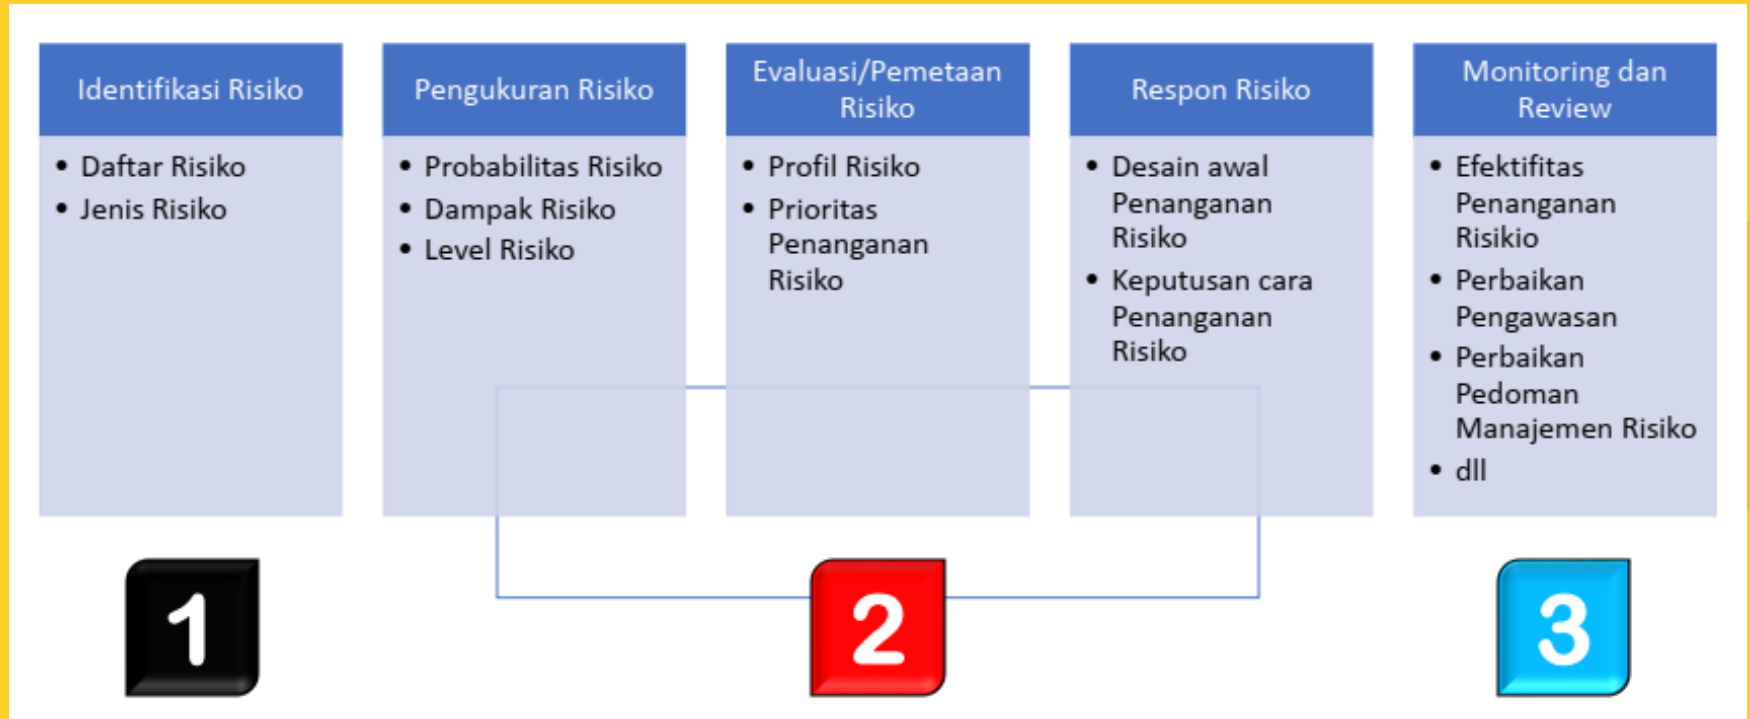 Identifikasi Risiko
• Daftar Risiko
• Jenis Risiko
Pengukuran Risiko
• Probabilitas Risiko
• Dampak Risiko
• Level Risiko
Evaluasi/Pemetaan
Risiko
• Profil Risiko
• Prioritas
Penanganan
Risiko
Respon Risiko
• Desain awal
Penanganan
Risiko
• Keputusan cara
Penanganan
Risiko
Monitoring dan
Review
• Efektifitas
Penanganan
Risikio
• Perbaikan
Pengawasan
• Perbaikan
Pedoman
Manajemen Risiko
• dll
1
2
3